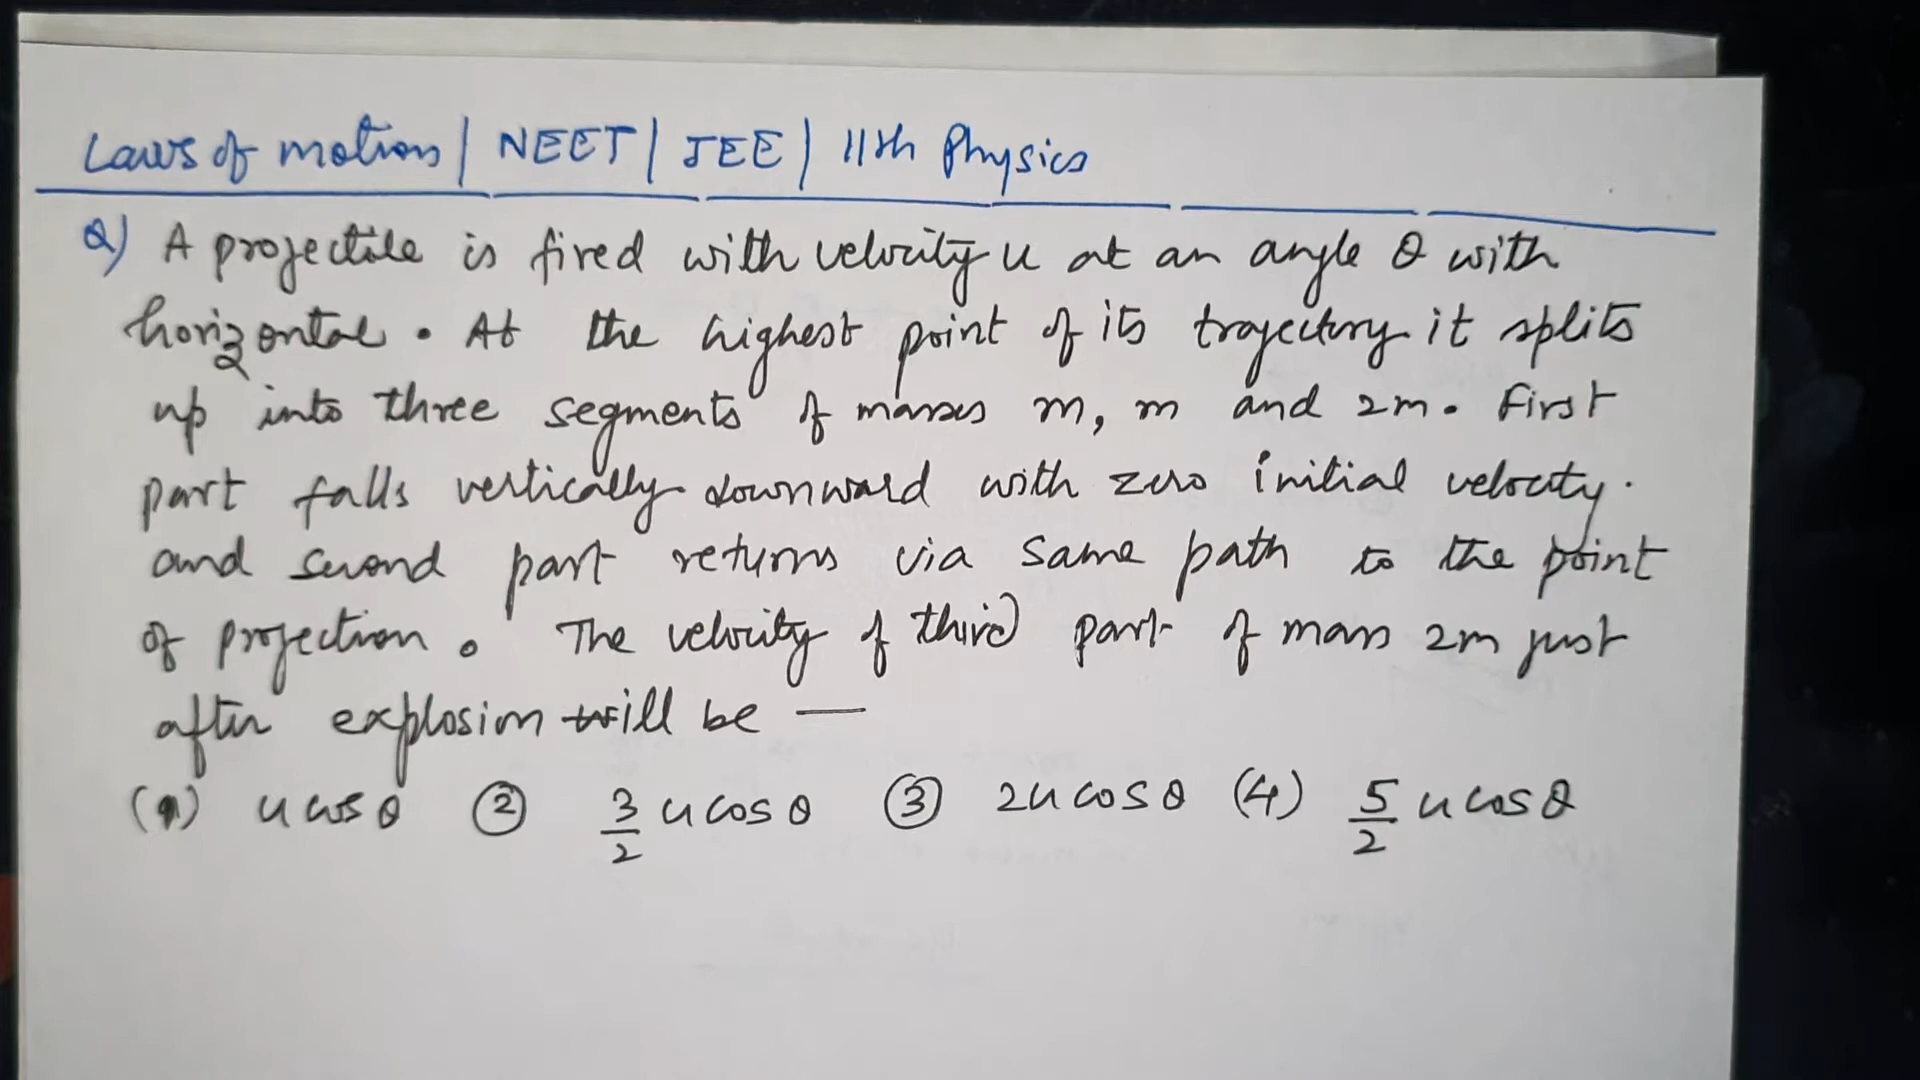 Laws of motion | NEET | JEE | 11th Physics
Q) A projectile is fired with velocity u at an angle θ with
horizontal. At the highest point of its trajectory it splits
up into three segments of masses m, m and 2m. First
part falls vertically downward with zero initial velocity.
and second part returns via same path to the point
of projection. The velocity of third part of mass 2m just
after explosion will be —
(1) u cos θ (2) 3/2 u cos θ (3) 2u cos θ (4) 5/2 u cos θ